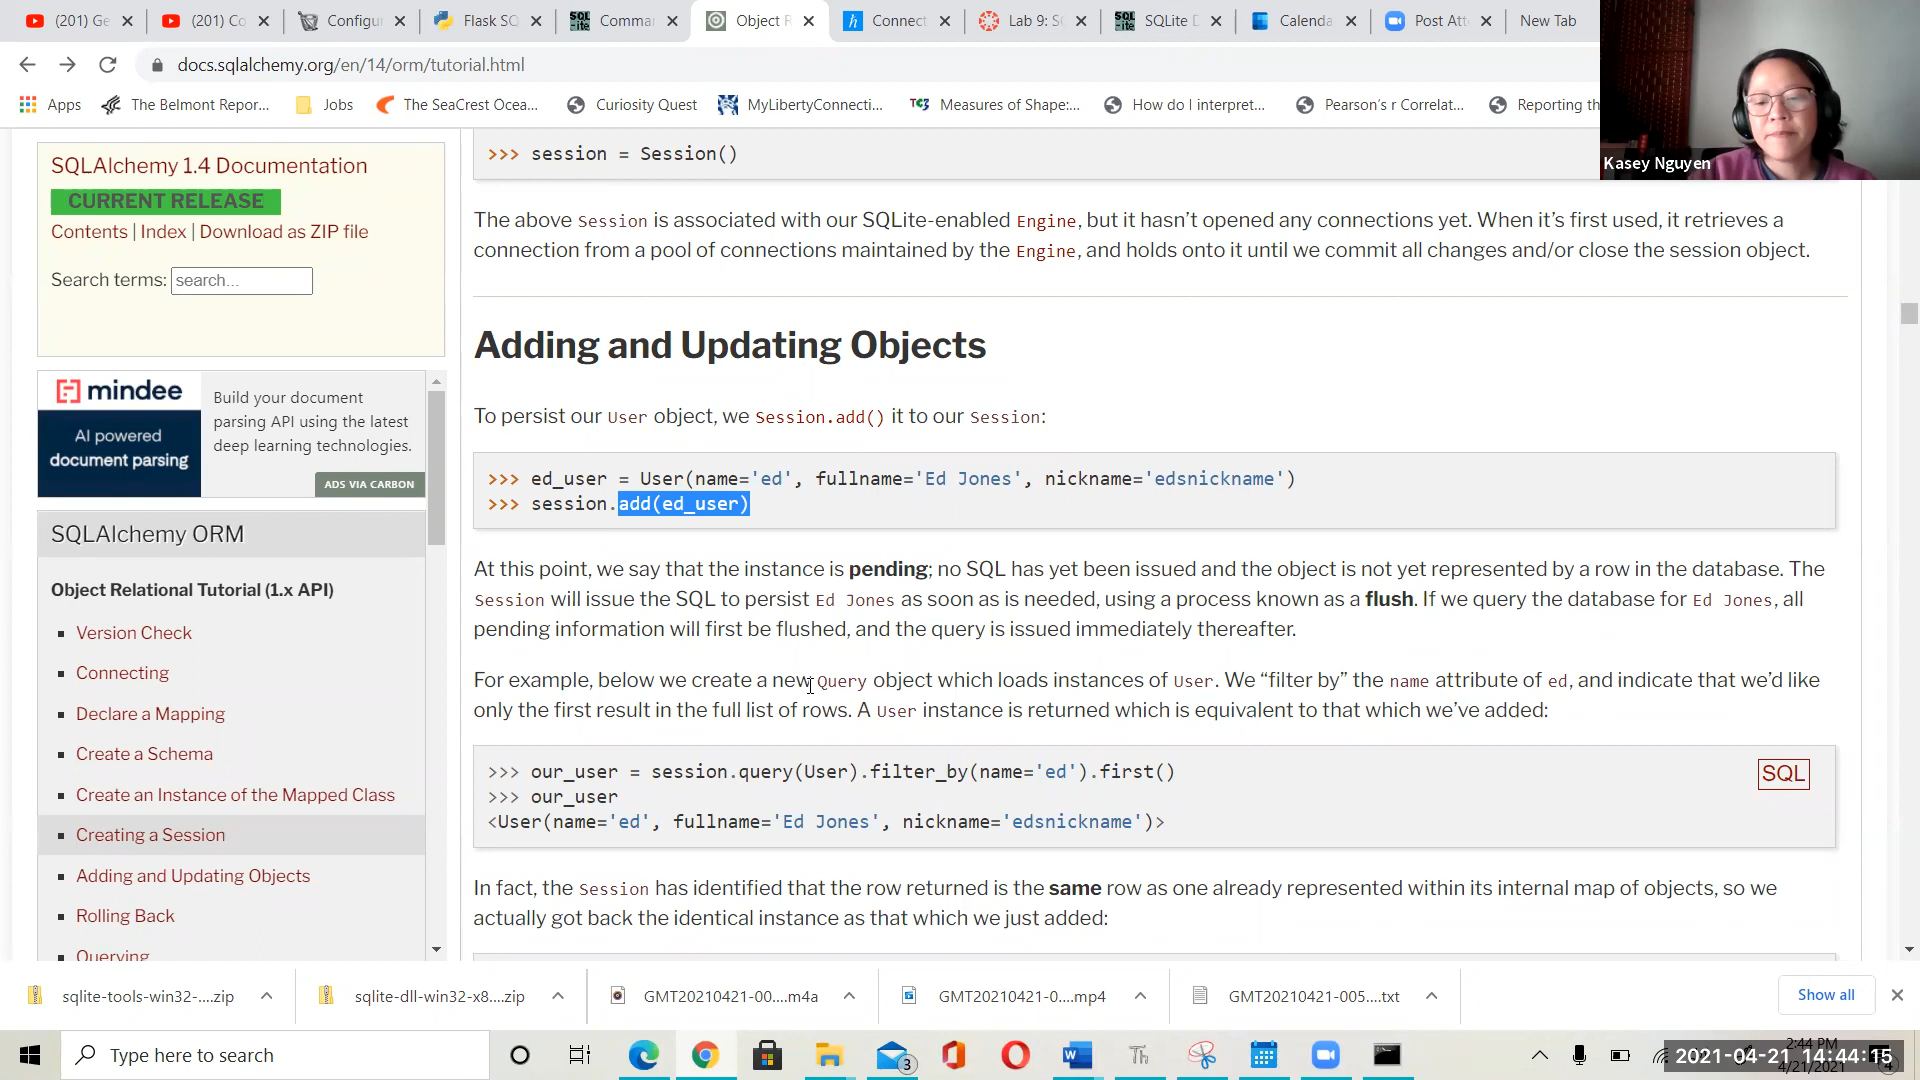 (201) Ge
(201) Co
Configur
Flask SQ
Comman
Object R
Connect
Lab 9: SQ
SQLite D
Calenda
Post Att
New Tab
docs.sqlalchemy.org/en/14/orm/tutorial.html
Apps
The Belmont Repor...
Jobs
The SeaCrest Ocea...
Curiosity Quest
MyLibertyConnecti...
Measures of Shape:...
How do I interpret...
Pearson's r Correlat...
Reporting th
Kasey Nguyen
SQLAlchemy 1.4 Documentation
CURRENT RELEASE
Contents | Index | Download as ZIP file
Search terms: search...
mindee
AI powered
document parsing
Build your document
parsing API using the latest
deep learning technologies.
ADS VIA CARBON
SQLAlchemy ORM
Object Relational Tutorial (1.x API)
Version Check
Connecting
Declare a Mapping
Create a Schema
Create an Instance of the Mapped Class
Creating a Session
Adding and Updating Objects
Rolling Back
Querying
>>> session = Session()
The above Session is associated with our SQLite-enabled Engine, but it hasn't opened any connections yet. When it's first used, it retrieves a
connection from a pool of connections maintained by the Engine, and holds onto it until we commit all changes and/or close the session object.
Adding and Updating Objects
To persist our User object, we Session.add() it to our Session:
>>> ed_user = User(name='ed', fullname='Ed Jones', nickname='edsnickname')
>>> session.add(ed_user)
At this point, we say that the instance is pending; no SQL has yet been issued and the object is not yet represented by a row in the database. The
Session will issue the SQL to persist Ed Jones as soon as is needed, using a process known as a flush. If we query the database for Ed Jones, all
pending information will first be flushed, and the query is issued immediately thereafter.
For example, below we create a new Query object which loads instances of User. We “filter by” the name attribute of ed, and indicate that we'd like
only the first result in the full list of rows. A User instance is returned which is equivalent to that which we've added:
>>> our_user = session.query(User).filter_by(name='ed').first()
SQL
>>> our_user
<User(name='ed', fullname='Ed Jones', nickname='edsnickname')>
In fact, the Session has identified that the row returned is the same row as one already represented within its internal map of objects, so we
actually got back the identical instance as that which we just added:
sqlite-tools-win32-....zip
sqlite-dll-win32-x8....zip
GMT20210421-00....m4a
GMT20210421-0....mp4
GMT20210421-005....txt
Show all
Type here to search
3
Th
2:44 PM
2021-04-21 14:44:15
4/21/2021
4